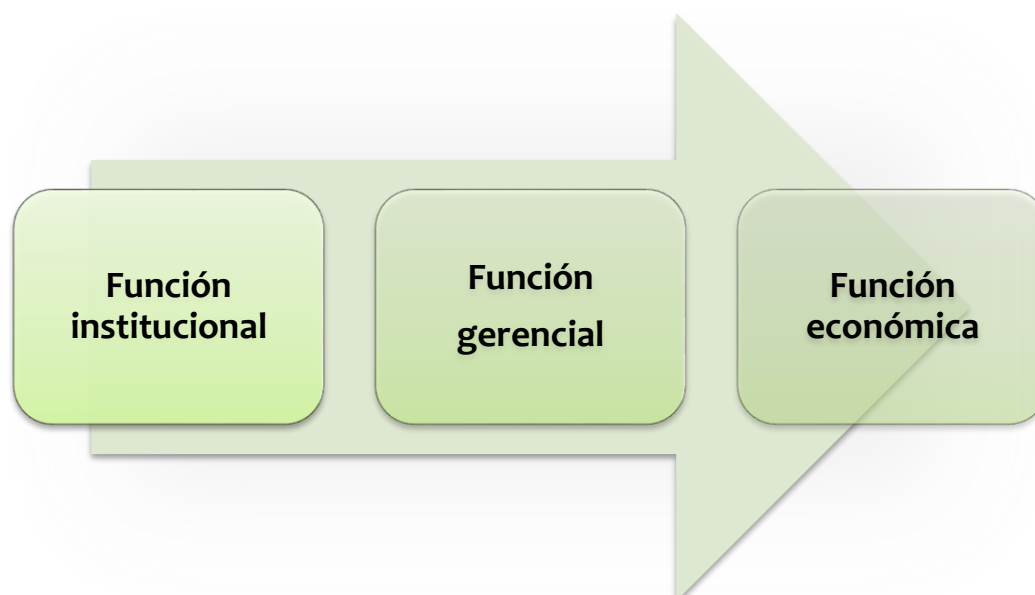 Función
institucional
Función
gerencial
Función
económica